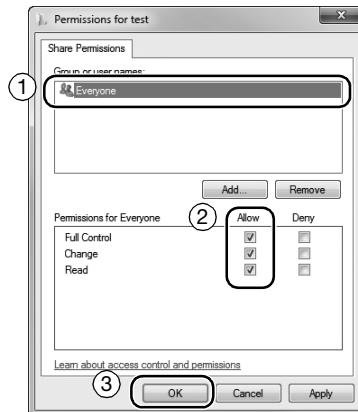 Permissions for test
Share Permissions
Group or user names:
1
Everyone
Add... Remove
Permissions for Everyone 2 Allow Deny
Full Control
Change
Read
Learn about access control and permissions
3
OK Cancel Apply